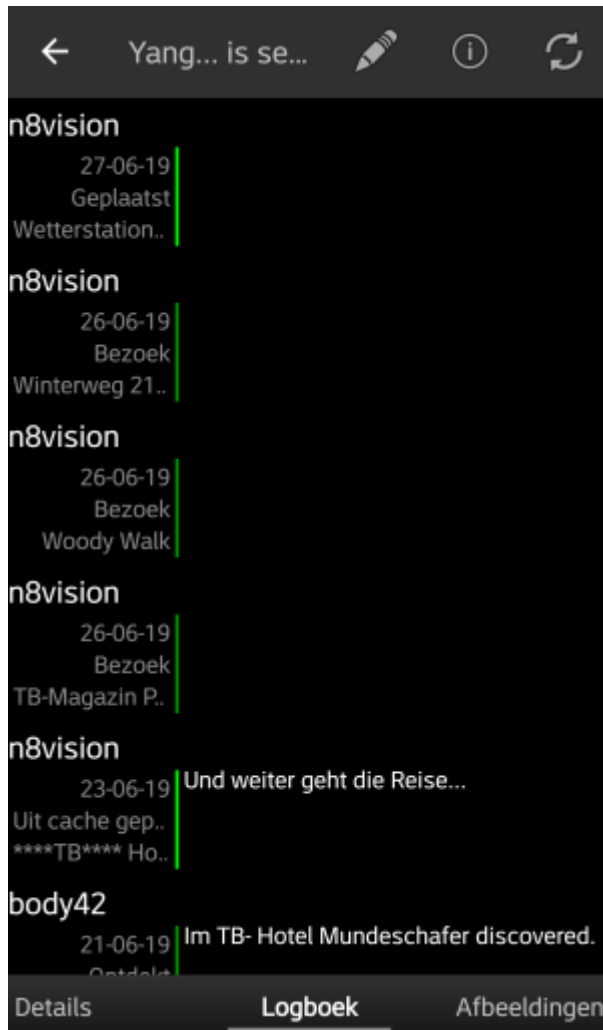 Yang... is se...
n8vision
27-06-19
Geplaatst
Wetterstation..
n8vision
26-06-19
Bezoek
Winterweg 21..
n8vision
26-06-19
Bezoek
Woody Walk
n8vision
26-06-19
Bezoek
TB-Magazin P..
n8vision
23-06-19
Uit cache gep..
****TB**** Ho..
Und weiter geht die Reise...
body42
21-06-19
Ontdekt
Im TB- Hotel Mundeschafer discovered.
Details Logboek Afbeeldingen